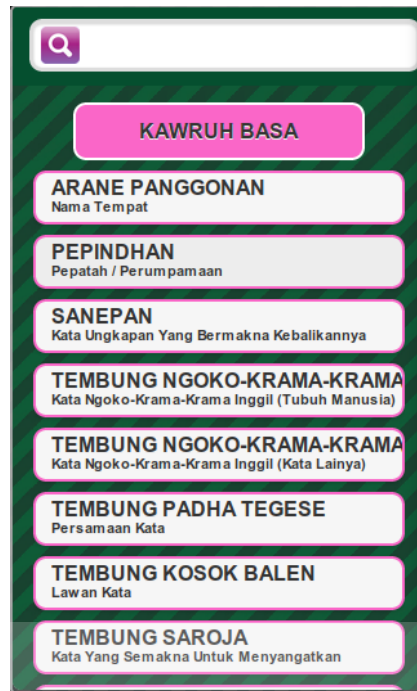 KAWRUH BASA
ARANE PANGGONAN
Nama Tempat
PEPINDHAN
Pepatah / Perumpamaan
SANEPAN
Kata Ungkapan Yang Bermakna Kebalikannya
TEMBUNG NGOKO-KRAMA-KRAMA
Kata Ngoko-Krama-Krama Inggil (Tubuh Manusia)
TEMBUNG NGOKO-KRAMA-KRAMA
Kata Ngoko-Krama-Krama Inggil (Kata Lainya)
TEMBUNG PADHA TEGESE
Persamaan Kata
TEMBUNG KOSOK BALEN
Lawan Kata
TEMBUNG SAROJA
Kata Yang Semakna Untuk Menyangatkan